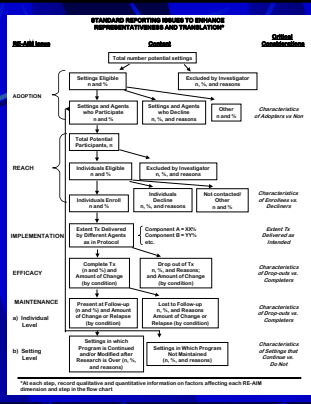 STANDARD REPORTING ISSUES TO ENHANCE
REPRESENTATIVENESS AND TRANSLATION*
RE-AIM Issue
Content
Critical
Considerations
Total number potential settings
Settings Eligible
n and %
Excluded by Investigator
n, %, and reasons
ADOPTION
Settings and Agents
who Participate
n and %
Settings and Agents
who Decline
n, %, and reasons
Other
n and %
Characteristics
of Adopters vs Non
Total Potential
Participants, n
REACH
Individuals Eligible
n and %
Excluded by Investigator
n, %, and reasons
Individuals Enroll
n and %
Individuals
Decline
n, %, and reasons
Not contacted/
Other
n and %
Characteristics
of Enrollees vs.
Decliners
IMPLEMENTATION
Extent Tx Delivered
by Different Agents
as in Protocol
Component A = XX%
Component B = YY%
etc.
Extent Tx
Delivered as
Intended
EFFICACY
Complete Tx
(n and %) and
Amount of Change
(by condition)
Drop out of Tx
n, %, and Reasons;
and Amount of Change
(by condition)
Characteristics
of Drop-outs vs.
Completers
MAINTENANCE
a) Individual
Level
Present at Follow-up
(n and %) and Amount
of Change or Relapse
(by condition)
Lost to Follow-up
n, %, and Reasons
Amount of Change or
Relapse (by condition)
Characteristics
of Drop-outs vs.
Completers
b) Setting
Level
Settings in which
Program is Continued
and/or Modified after
Research is Over (n, %,
and reasons)
Settings in Which Program
Not Maintained
(n, %, and reasons)
Characteristics
of Settings that
Continue vs.
Do Not
*At each step, record qualitative and quantitative information on factors affecting each RE-AIM
dimension and step in the flow chart